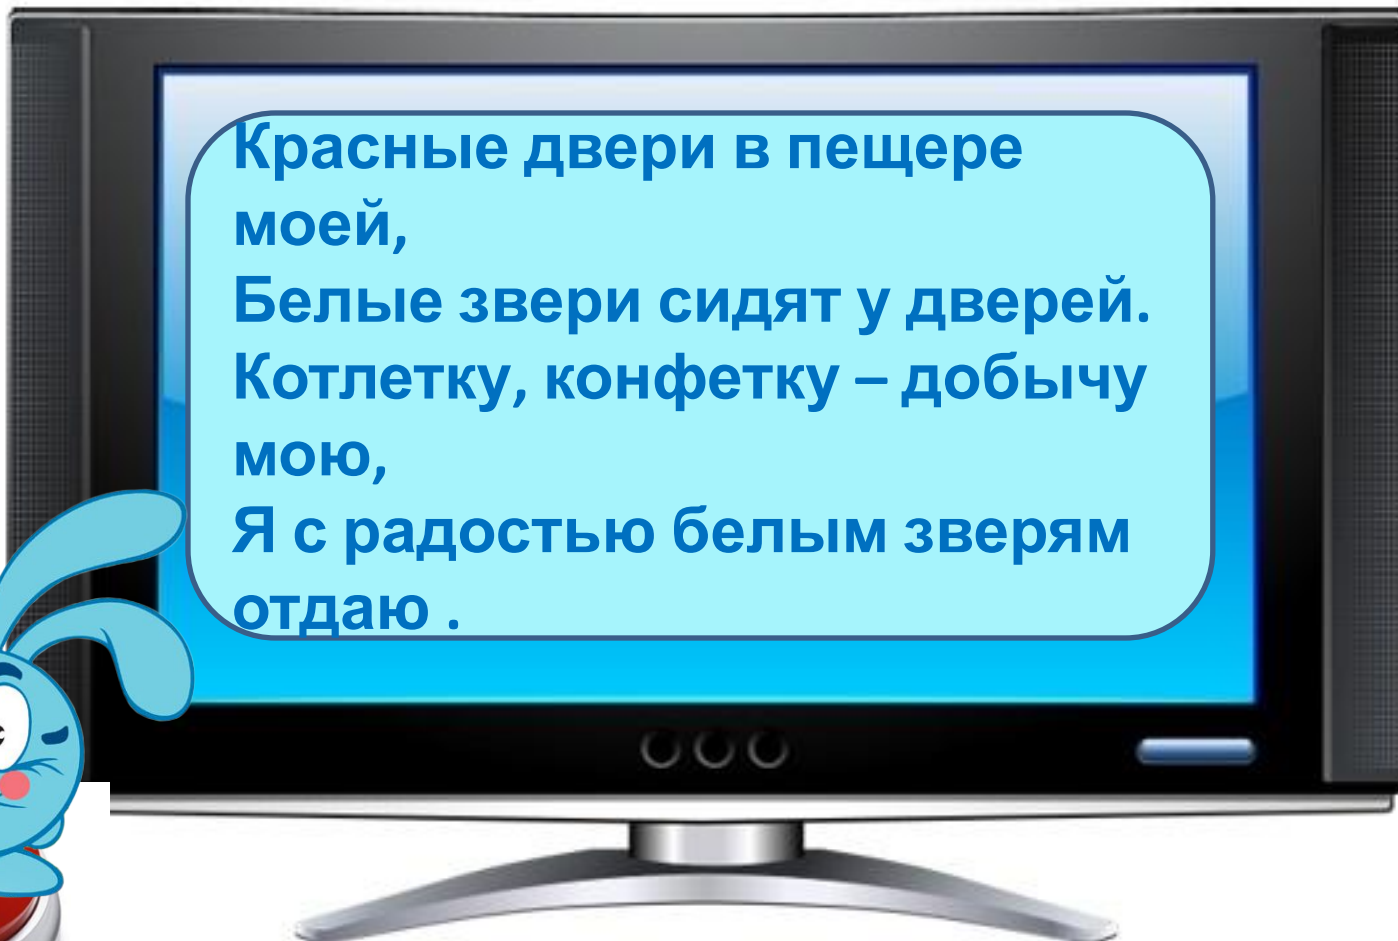 Красные двери в пещере
моей,
Белые звери сидят у дверей.
Котлетку, конфетку – добычу
мою,
Я с радостью белым зверям
отдаю .